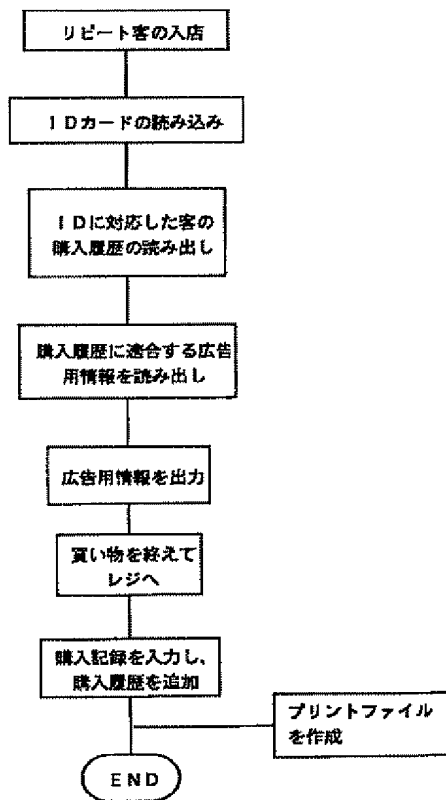 リピート客の入店
IDカードの読み込み
IDに対応した客の
購入履歴の読み出し
購入履歴に適合する広告
用情報を読み出し
広告用情報を出力
買い物を終えて
レジへ
購入記録を入力し、
購入履歴を追加
プリントファイル
を作成
END